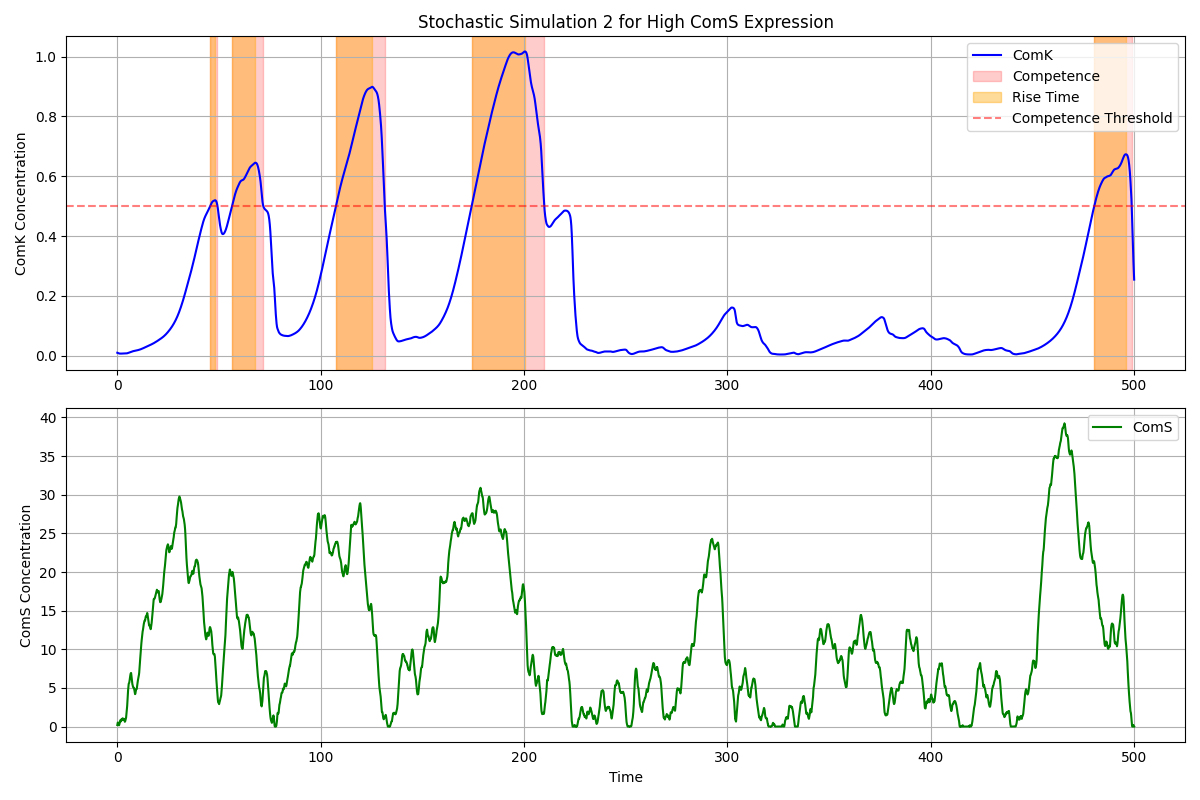 Stochastic Simulation 2 for High ComS Expression
ComK Concentration
1.0
0.8
0.6
0.4
0.2
0.0
ComK
Competence
Rise Time
Competence Threshold
0 100 200 300 400 500
ComS Concentration
40
35
30
25
20
15
10
5
0
ComS
0 100 200 300 400 500
Time